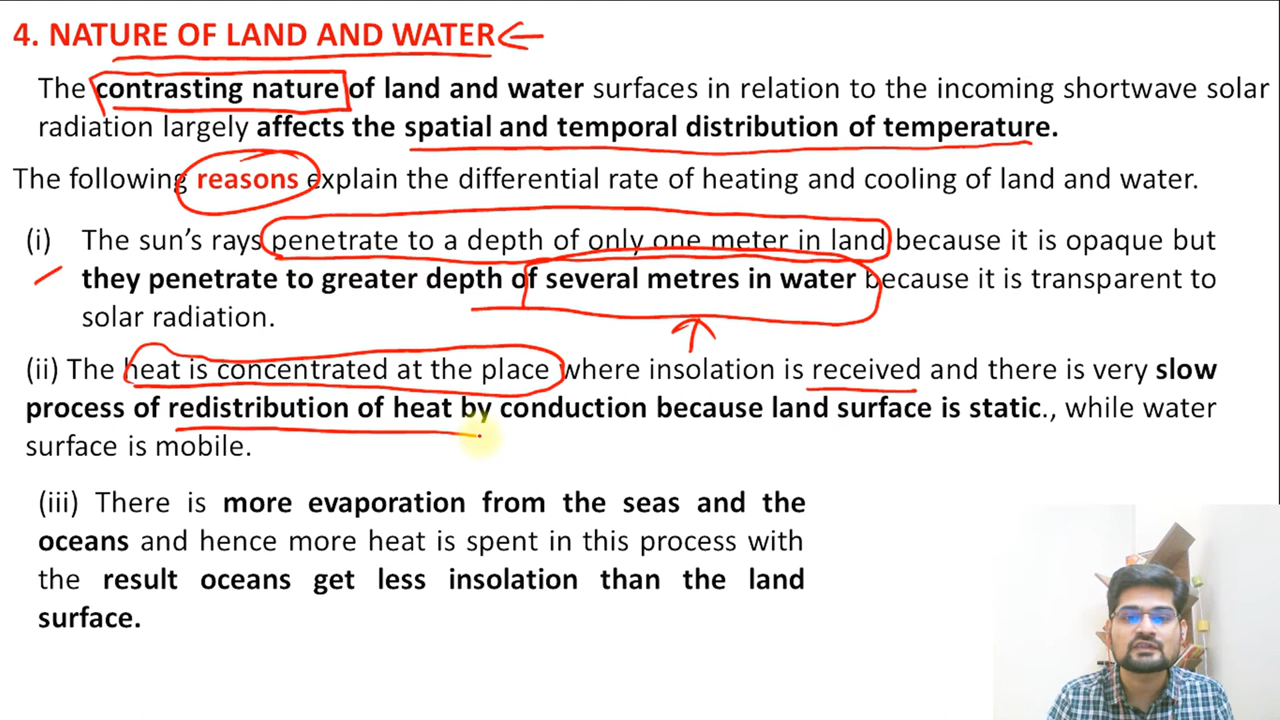 4. NATURE OF LAND AND WATER
The contrasting nature of land and water surfaces in relation to the incoming shortwave solar
radiation largely affects the spatial and temporal distribution of temperature.
The following reasons explain the differential rate of heating and cooling of land and water.
(i) The sun’s rays penetrate to a depth of only one meter in land because it is opaque but
they penetrate to greater depth of several metres in water because it is transparent to
solar radiation.
(ii) The heat is concentrated at the place where insolation is received and there is very slow
process of redistribution of heat by conduction because land surface is static., while water
surface is mobile.
(iii) There is more evaporation from the seas and the
oceans and hence more heat is spent in this process with
the result oceans get less insolation than the land
surface.